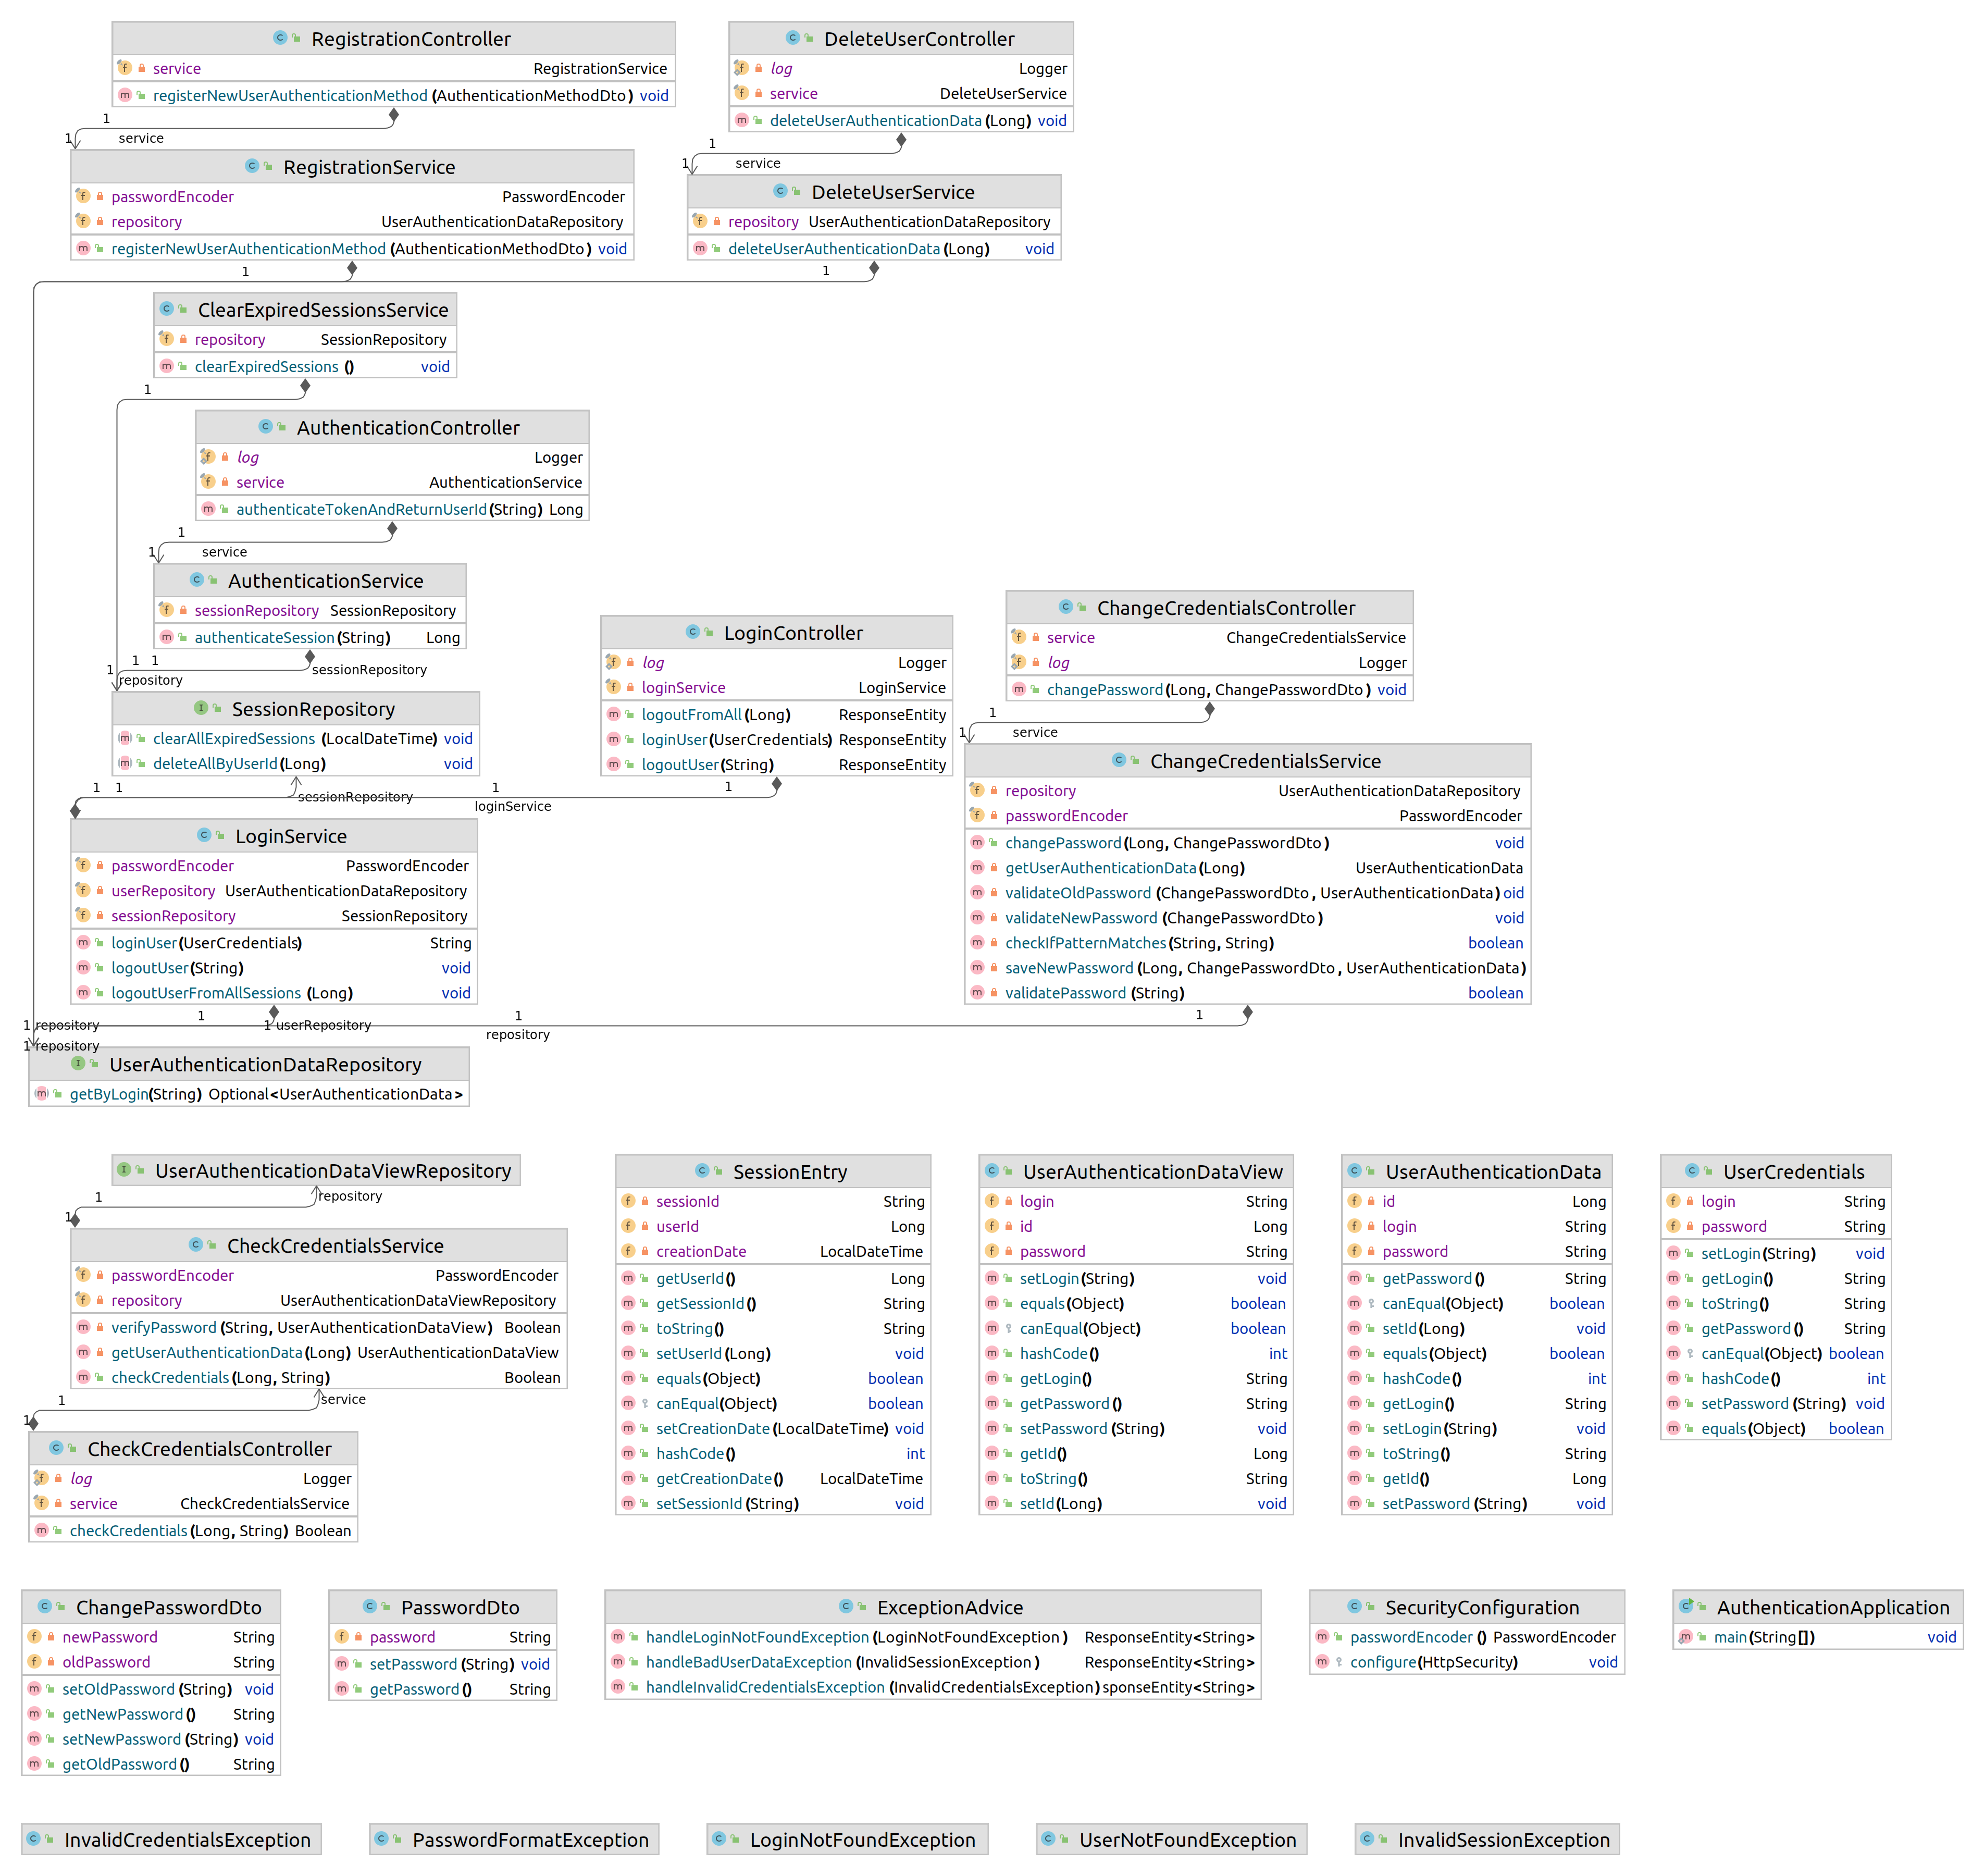 RegistrationController
service RegistrationService
registerNewUserAuthenticationMethod(AuthenticationMethodDto) void
1
1
service
DeleteUserController
log Logger
service DeleteUserService
deleteUserAuthenticationData(Long) void
1
1
service
RegistrationService
passwordEncoder PasswordEncoder
repository UserAuthenticationDataRepository
registerNewUserAuthenticationMethod(AuthenticationMethodDto) void
1
DeleteUserService
repository UserAuthenticationDataRepository
deleteUserAuthenticationData(Long) void
1
ClearExpiredSessionsService
repository SessionRepository
clearExpiredSessions() void
1
AuthenticationController
log Logger
service AuthenticationService
authenticateTokenAndReturnUserId(String) Long
1
1
service
AuthenticationService
sessionRepository SessionRepository
authenticateSession(String) Long
1 1
sessionRepository
1
repository
SessionRepository
clearAllExpiredSessions(LocalDateTime) void
deleteAllByUserId(Long) void
LoginController
log Logger
loginService LoginService
logoutFromAll(Long) ResponseEntity
loginUser(UserCredentials) ResponseEntity
logoutUser(String) ResponseEntity
ChangeCredentialsController
service ChangeCredentialsService
log Logger
changePassword(Long, ChangePasswordDto) void
1
1
service
1 1
sessionRepository
1
loginService
1
LoginService
passwordEncoder PasswordEncoder
userRepository UserAuthenticationDataRepository
sessionRepository SessionRepository
loginUser(UserCredentials) String
logoutUser(String) void
logoutUserFromAllSessions(Long) void
ChangeCredentialsService
repository UserAuthenticationDataRepository
passwordEncoder PasswordEncoder
changePassword(Long, ChangePasswordDto) void
getUserAuthenticationData(Long) UserAuthenticationData
validateOldPassword(ChangePasswordDto, UserAuthenticationData) oid
validateNewPassword(ChangePasswordDto) void
checkIfPatternMatches(String, String) boolean
saveNewPassword(Long, ChangePasswordDto, UserAuthenticationData)
validatePassword(String) boolean
1
1
1
1 repository
1 userRepository
repository
1 repository
UserAuthenticationDataRepository
getByLogin(String) Optional<UserAuthenticationData>
UserAuthenticationDataViewRepository
1
repository
1
CheckCredentialsService
passwordEncoder PasswordEncoder
repository UserAuthenticationDataViewRepository
verifyPassword(String, UserAuthenticationDataView) Boolean
getUserAuthenticationData(Long) UserAuthenticationDataView
checkCredentials(Long, String) Boolean
1
service
1
CheckCredentialsController
log Logger
service CheckCredentialsService
checkCredentials(Long, String) Boolean
SessionEntry
sessionId String
userId Long
creationDate LocalDateTime
getUserId() Long
getSessionId() String
toString() String
setUserId(Long) void
equals(Object) boolean
canEqual(Object) boolean
setCreationDate(LocalDateTime) void
hashCode() int
getCreationDate() LocalDateTime
setSessionId(String) void
UserAuthenticationDataView
login String
id Long
password String
setLogin(String) void
equals(Object) boolean
canEqual(Object) boolean
hashCode() int
getLogin() String
getPassword() String
setPassword(String) void
getId() Long
toString() String
setId(Long) void
UserAuthenticationData
id Long
login String
password String
getPassword() String
canEqual(Object) boolean
setId(Long) void
equals(Object) boolean
hashCode() int
getLogin() String
setLogin(String) void
toString() String
getId() Long
setPassword(String) void
UserCredentials
login String
password String
setLogin(String) void
getLogin() String
toString() String
getPassword() String
canEqual(Object) boolean
hashCode() int
setPassword(String) void
equals(Object) boolean
ChangePasswordDto
newPassword String
oldPassword String
setOldPassword(String) void
getNewPassword() String
setNewPassword(String) void
getOldPassword() String
PasswordDto
password String
setPassword(String) void
getPassword() String
ExceptionAdvice
handleLoginNotFoundException(LoginNotFoundException) ResponseEntity<String>
handleBadUserDataException(InvalidSessionException) ResponseEntity<String>
handleInvalidCredentialsException(InvalidCredentialsException) sponseEntity<String>
SecurityConfiguration
passwordEncoder() PasswordEncoder
configure(HttpSecurity) void
AuthenticationApplication
main(String[]) void
InvalidCredentialsException
PasswordFormatException
LoginNotFoundException
UserNotFoundException
InvalidSessionException